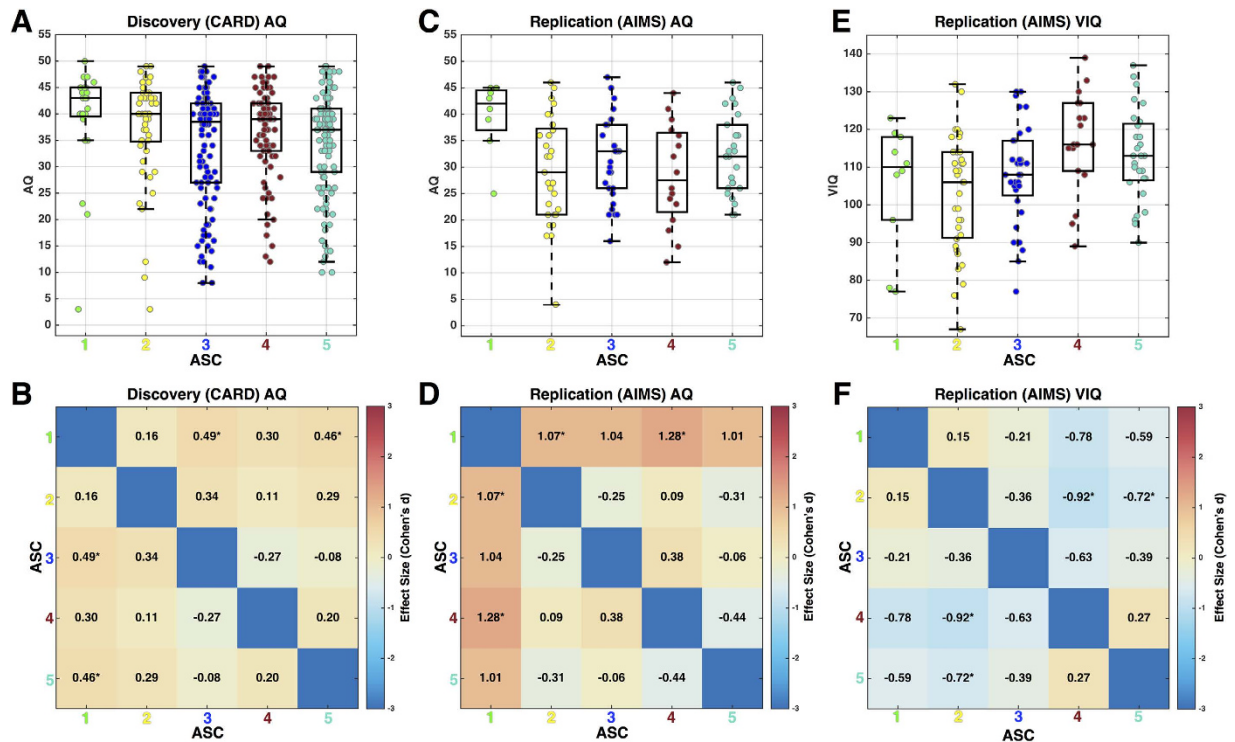 A
Discovery (CARD) AQ
55
50
45
40
35
30
25
20
15
10
5
0
AQ
1 2 3 4 5
ASC
C
Replication (AIMS) AQ
55
50
45
40
35
30
25
20
15
10
5
0
AQ
1 2 3 4 5
ASC
E
Replication (AIMS) VIQ
140
130
120
110
100
90
80
70
VIQ
1 2 3 4 5
ASC
B
Discovery (CARD) AQ
1 0.16 0.49* 0.30 0.46*
2 0.16 0.34 0.11 0.29
3 0.49* 0.34 -0.27 -0.08
4 0.30 0.11 -0.27 0.20
5 0.46* 0.29 -0.08 0.20
ASC
1 2 3 4 5
ASC
3
2
1
0
-1
-2
-3
Effect Size (Cohen's d)
D
Replication (AIMS) AQ
1 1.07* 1.04 1.28* 1.01
2 1.07* -0.25 0.09 -0.31
3 1.04 -0.25 0.38 -0.06
4 1.28* 0.09 0.38 -0.44
5 1.01 -0.31 -0.06 -0.44
ASC
1 2 3 4 5
ASC
3
2
1
0
-1
-2
-3
Effect Size (Cohen's d)
F
Replication (AIMS) VIQ
1 0.15 -0.21 -0.78 -0.59
2 0.15 -0.36 -0.92* -0.72*
3 -0.21 -0.36 -0.63 -0.39
4 -0.78 -0.92* -0.63 0.27
5 -0.59 -0.72* -0.39 0.27
ASC
1 2 3 4 5
ASC
3
2
1
0
-1
-2
-3
Effect Size (Cohen's d)